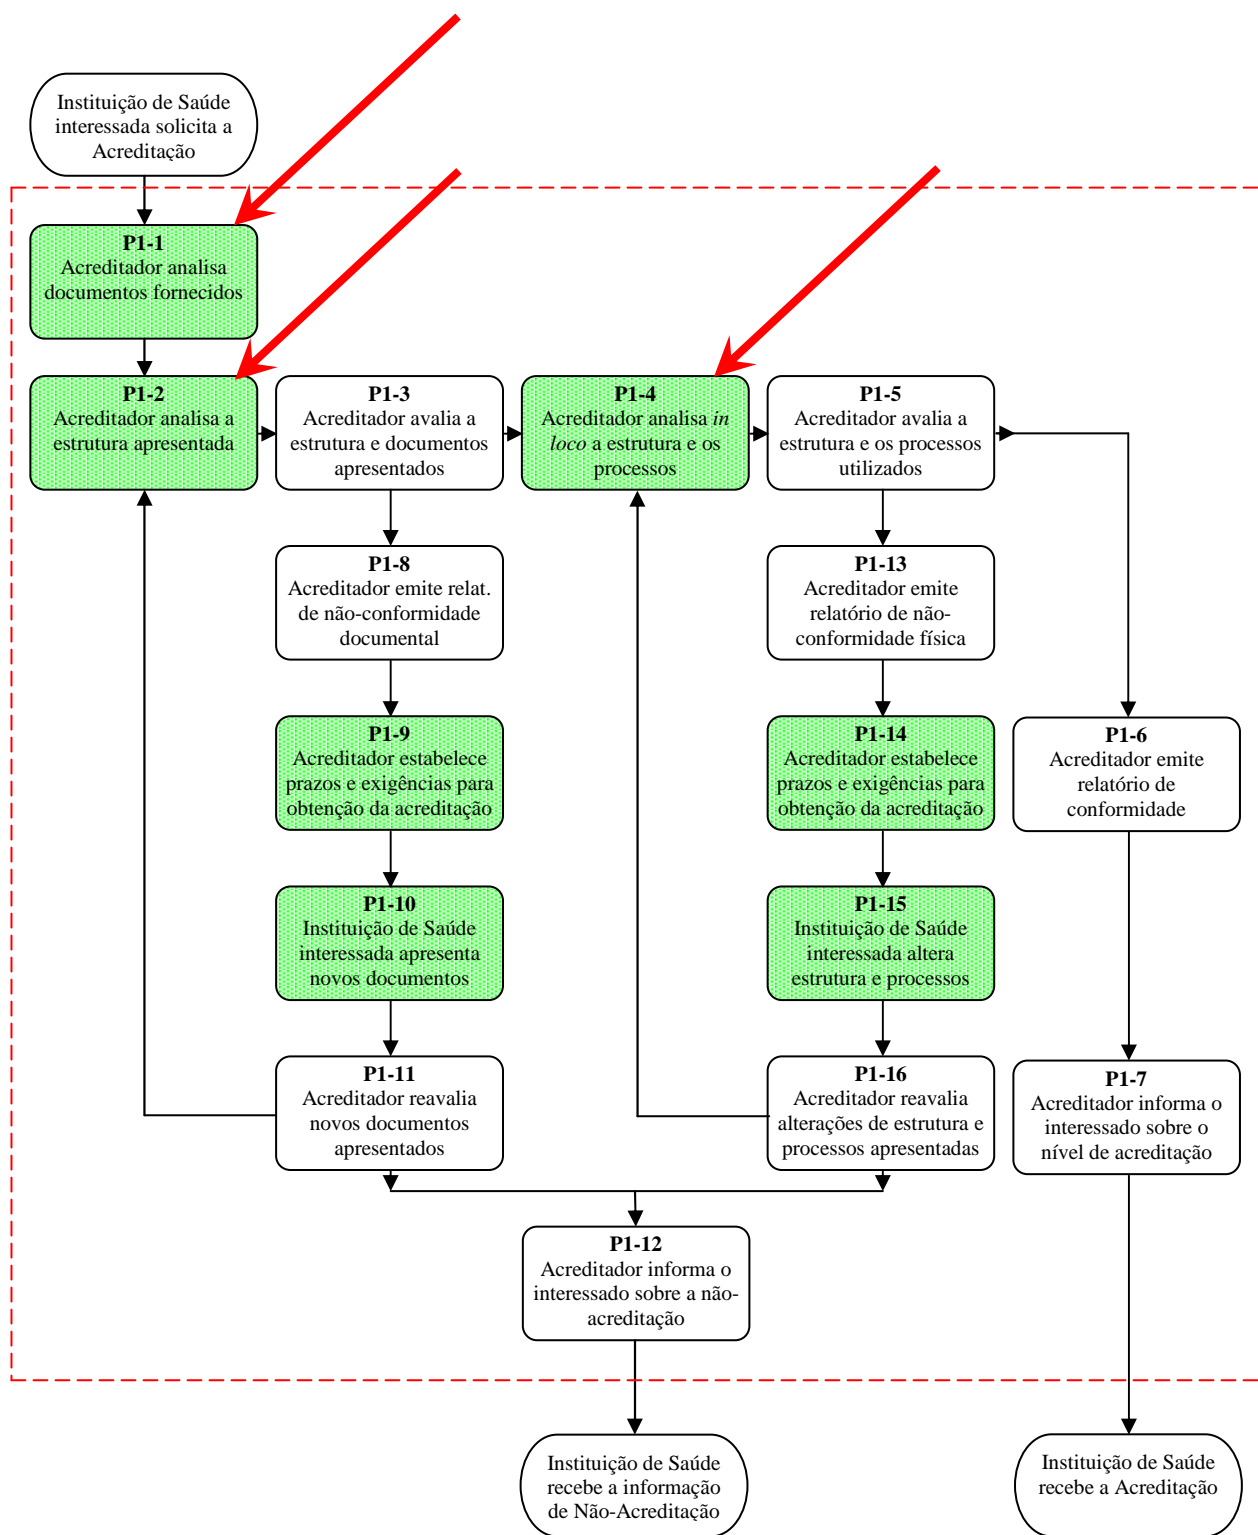 Instituição de Saúde
interessada solicita a
Acreditação
P1-1
Acreditador analisa
documentos fornecidos
P1-2
Acreditador analisa a
estrutura apresentada
P1-3
Acreditador avalia a
estrutura e documentos
apresentados
P1-4
Acreditador analisa in
loco a estrutura e os
processos
P1-5
Acreditador avalia a
estrutura e os processos
utilizados
P1-8
Acreditador emite relat.
de não-conformidade
documental
P1-13
Acreditador emite
relatório de não-
conformidade física
P1-9
Acreditador estabelece
prazos e exigências para
obtenção da acreditação
P1-14
Acreditador estabelece
prazos e exigências para
obtenção da acreditação
P1-6
Acreditador emite
relatório de
conformidade
P1-10
Instituição de Saúde
interessada apresenta
novos documentos
P1-15
Instituição de Saúde
interessada altera
estrutura e processos
P1-11
Acreditador reavalia
novos documentos
apresentados
P1-16
Acreditador reavalia
alterações de estrutura e
processos apresentadas
P1-7
Acreditador informa o
interessado sobre o
nível de acreditação
P1-12
Acreditador informa o
interessado sobre a não-
acreditação
Instituição de Saúde
recebe a informação
de Não-Acreditação
Instituição de Saúde
recebe a Acreditação